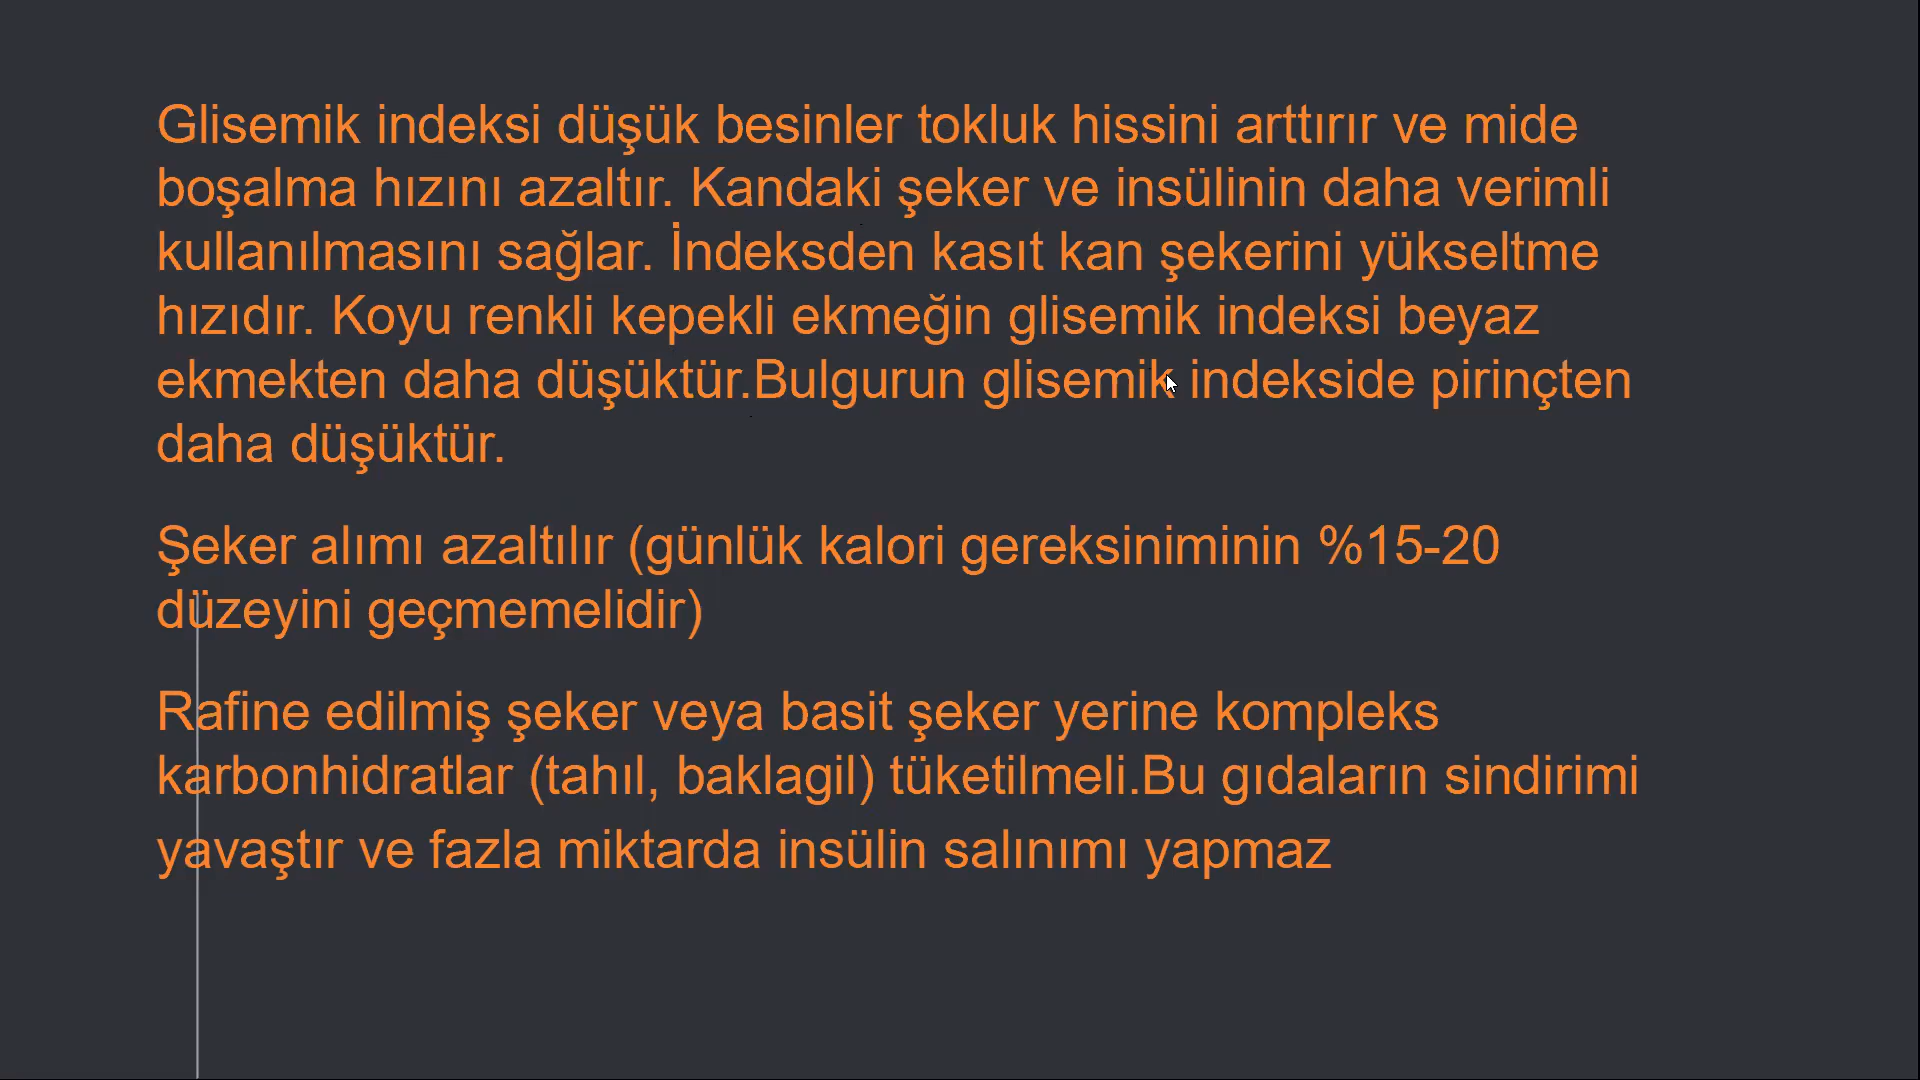 Glisemik indeksi düşük besinler tokluk hissini arttırır ve mide
boşalma hızını azaltır. Kandaki şeker ve insülinin daha verimli
kullanılmasını sağlar. İndeksden kasıt kan şekerini yükseltme
hızıdır. Koyu renkli kepekli ekmeğin glisemik indeksi beyaz
ekmekten daha düşüktür.Bulgurun glisemik indekside pirinçten
daha düşüktür.
Şeker alımı azaltılır (günlük kalori gereksiniminin %15-20
düzeyini geçmemelidir)
Rafine edilmiş şeker veya basit şeker yerine kompleks
karbonhidratlar (tahıl, baklagil) tüketilmeli.Bu gıdaların sindirimi
yavaştır ve fazla miktarda insülin salınımı yapmaz